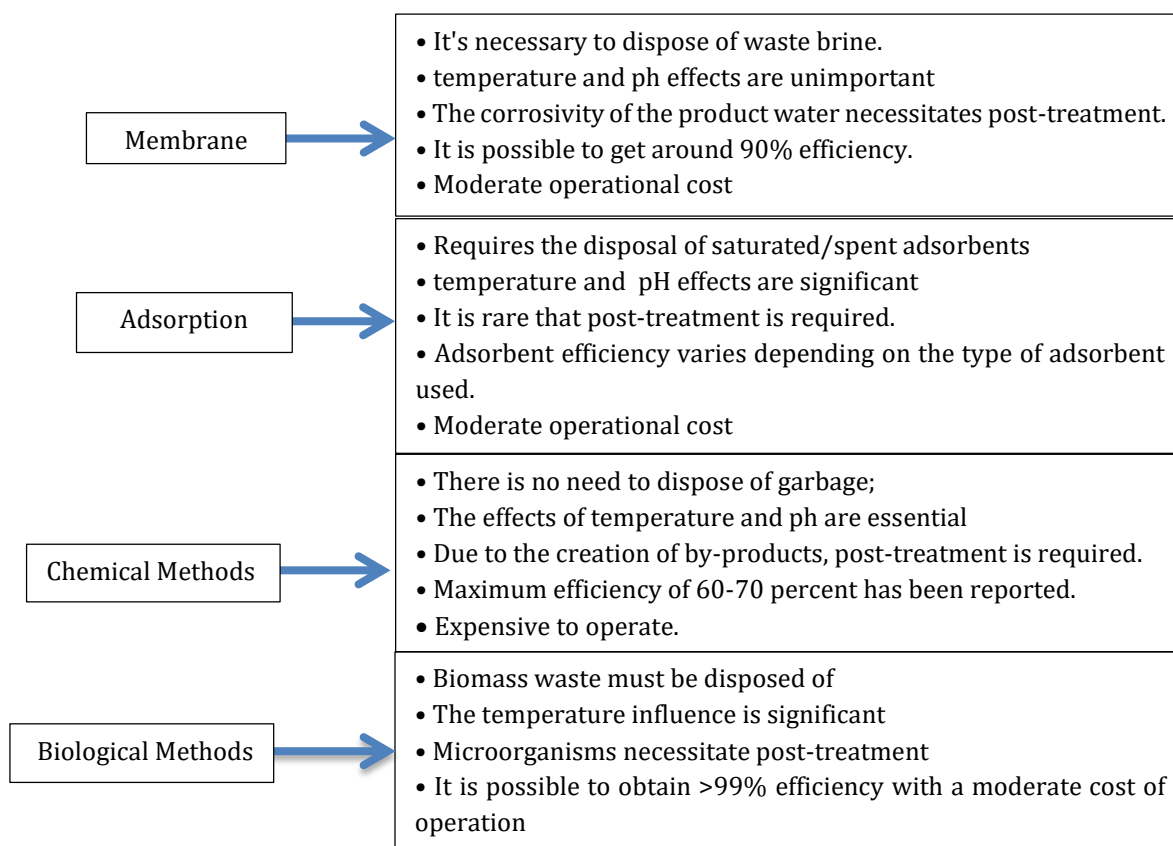 Membrane
• It's necessary to dispose of waste brine.
• temperature and ph effects are unimportant
• The corrosivity of the product water necessitates post-treatment.
• It is possible to get around 90% efficiency.
• Moderate operational cost
Adsorption
• Requires the disposal of saturated/spent adsorbents
• temperature and pH effects are significant
• It is rare that post-treatment is required.
• Adsorbent efficiency varies depending on the type of adsorbent
used.
• Moderate operational cost
Chemical Methods
• There is no need to dispose of garbage;
• The effects of temperature and ph are essential
• Due to the creation of by-products, post-treatment is required.
• Maximum efficiency of 60-70 percent has been reported.
• Expensive to operate.
Biological Methods
• Biomass waste must be disposed of
• The temperature influence is significant
• Microorganisms necessitate post-treatment
• It is possible to obtain >99% efficiency with a moderate cost of
operation